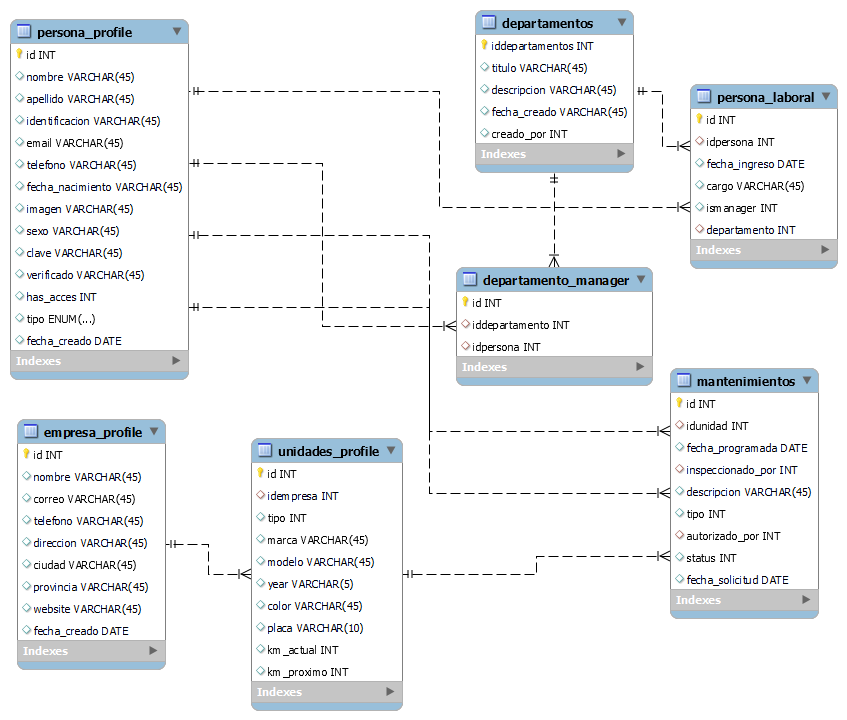 persona_profile
id INT
nombre VARCHAR(45)
apellido VARCHAR(45)
identificacion VARCHAR(45)
email VARCHAR(45)
telefono VARCHAR(45)
fecha_nacimiento VARCHAR(45)
imagen VARCHAR(45)
sexo VARCHAR(45)
clave VARCHAR(45)
verificado VARCHAR(45)
has_acces INT
tipo ENUM(...)
fecha_creado DATE
Indexes
departamentos
iddepartamentos INT
titulo VARCHAR(45)
descripcion VARCHAR(45)
fecha_creado VARCHAR(45)
creado_por INT
Indexes
persona_laboral
id INT
idpersona INT
fecha_ingreso DATE
cargo VARCHAR(45)
ismanager INT
departamento INT
Indexes
departamento_manager
id INT
iddepartamento INT
idpersona INT
Indexes
mantenimientos
id INT
idunidad INT
fecha_programada DATE
inspeccionado_por INT
descripcion VARCHAR(45)
tipo INT
autorizado_por INT
status INT
fecha_solicitud DATE
Indexes
empresa_profile
id INT
nombre VARCHAR(45)
correo VARCHAR(45)
telefono VARCHAR(45)
direccion VARCHAR(45)
ciudad VARCHAR(45)
provincia VARCHAR(45)
website VARCHAR(45)
fecha_creado DATE
Indexes
unidades_profile
id INT
idempresa INT
tipo INT
marca VARCHAR(45)
modelo VARCHAR(45)
year VARCHAR(5)
color VARCHAR(45)
placa VARCHAR(10)
km_actual INT
km_proximo INT
Indexes